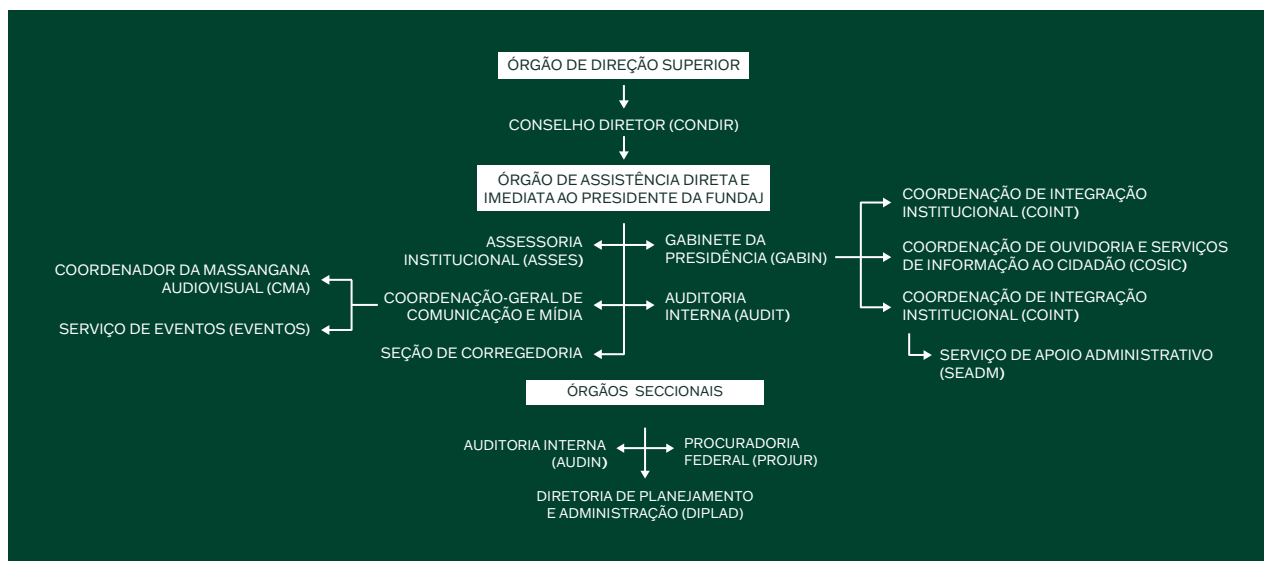 ÓRGÃO DE DIREÇÃO SUPERIOR
CONSELHO DIRETOR (CONDIR)
ÓRGÃO DE ASSISTÊNCIA DIRETA E
IMEDIATA AO PRESIDENTE DA FUNDAJ
ASSESSORIA
INSTITUCIONAL (ASSES)
GABINETE DA
PRESIDÊNCIA (GABIN)
COORDENAÇÃO DE INTEGRAÇÃO
INSTITUCIONAL (COINT)
COORDENAÇÃO DE OUVIDORIA E SERVIÇOS
DE INFORMAÇÃO AO CIDADÃO (COSIC)
COORDENAÇÃO DE INTEGRAÇÃO
INSTITUCIONAL (COINT)
SERVIÇO DE APOIO ADMINISTRATIVO
(SEADM)
COORDENADOR DA MASSANGANA
AUDIOVISUAL (CMA)
SERVIÇO DE EVENTOS (EVENTOS)
COORDENAÇÃO-GERAL DE
COMUNICAÇÃO E MÍDIA
AUDITORIA
INTERNA (AUDIT)
SEÇÃO DE CORREGEDORIA
ÓRGÃOS SECCIONAIS
AUDITORIA INTERNA
(AUDIN)
PROCURADORIA
FEDERAL (PROJUR)
DIRETORIA DE PLANEJAMENTO
E ADMINISTRAÇÃO (DIPLAD)